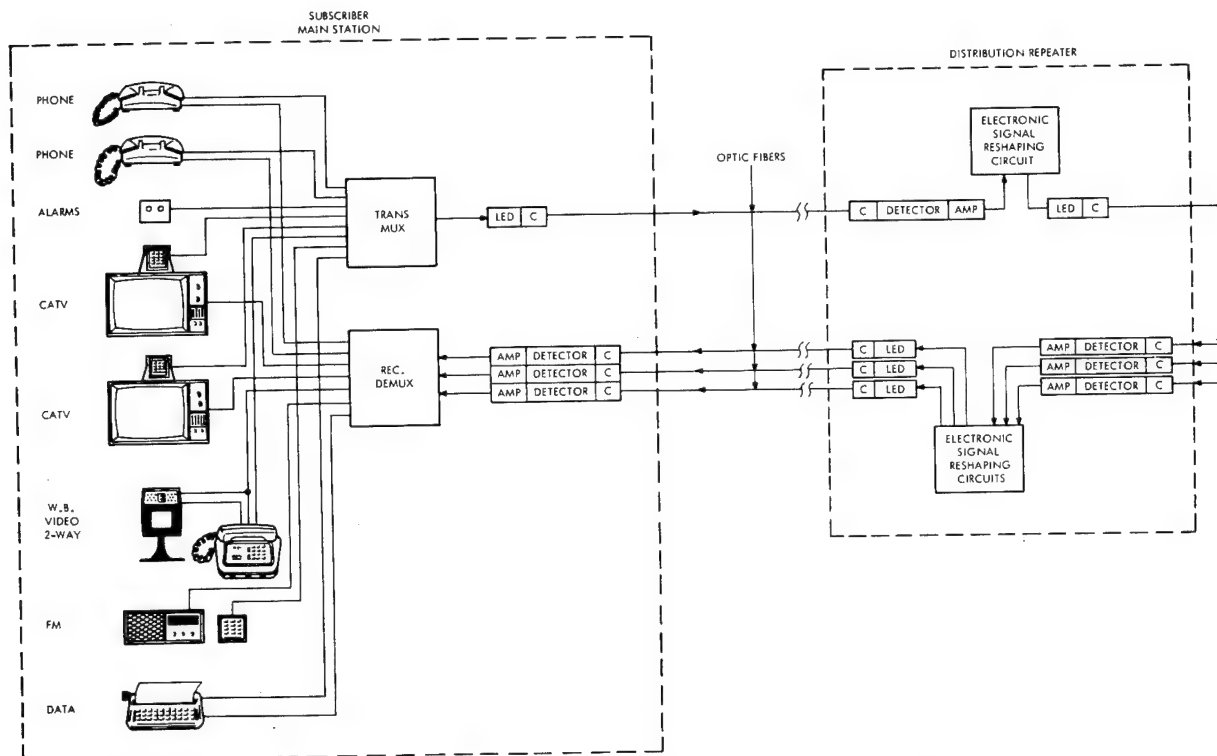 SUBSCRIBER
MAIN STATION
DISTRIBUTION REPEATER
PHONE
PHONE
ALARMS
CATV
CATV
W.B.
VIDEO
2-WAY
FM
DATA
TRANS
MUX
LED C
OPTIC FIBERS
C DETECTOR AMP
ELECTRONIC
SIGNAL
RESHAPING
CIRCUIT
LED C
REC.
DEMUX
AMP DETECTOR C
AMP DETECTOR C
AMP DETECTOR C
C LED
C LED
C LED
AMP DETECTOR C
AMP DETECTOR C
AMP DETECTOR C
ELECTRONIC
SIGNAL
RESHAPING
CIRCUITS